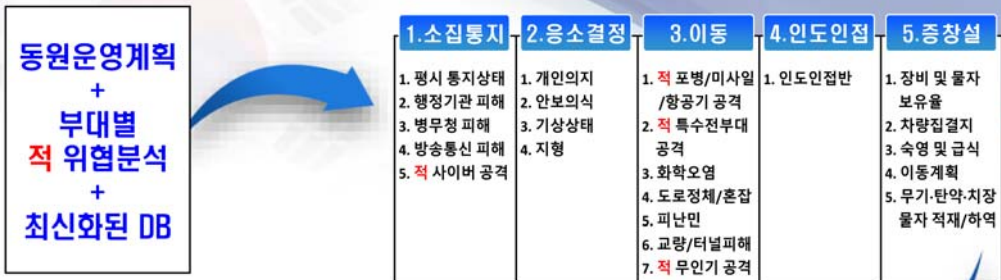 동원운영계획
+
부대별
적 위협분석
+
최신화된 DB
1.소집통지
1. 평시 통지상태
2. 행정기관 피해
3. 병무청 피해
4. 방송통신 피해
5. 적 사이버 공격
2.응소결정
1. 개인의지
2. 안보의식
3. 기상상태
4. 지형
3.이동
1. 적 포병/미사일
/항공기 공격
2. 적 특수전부대
공격
3. 화학오염
4. 도로정체/혼잡
5. 피난민
6. 교량/터널피해
7. 적 무인기 공격
4.인도인접
1. 인도인접반
5.증창설
1. 장비 및 물자
보유율
2. 차량집결지
3. 숙영 및 급식
4. 이동계획
5. 무기·탄약·치장
물자 적재/하역